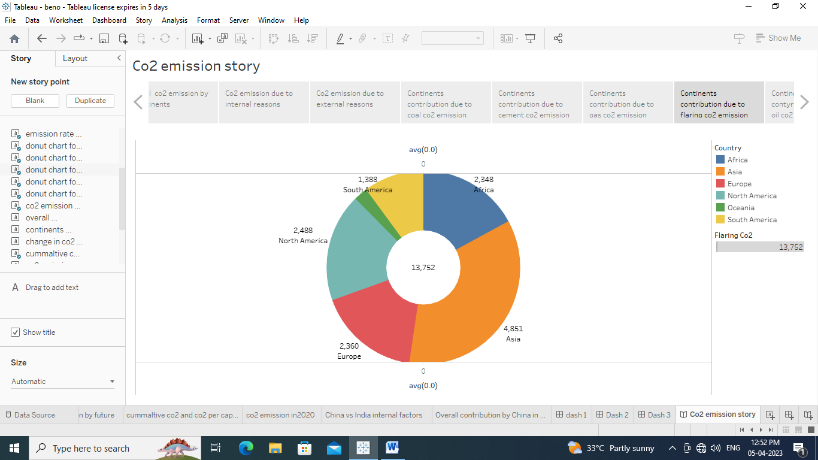 Tableau - beno - Tableau license expires in 5 days
File Data Worksheet Dashboard Story Analysis Format Server Window Help
Show Me
Story Layout
New story point
Blank Duplicate
emission rate ...
donut chart fo...
donut chart fo...
donut chart fo...
donut chart fo...
donut chart fo...
co2 emission ...
overall ...
continents ...
change in co2 ...
cummaltive c...
A Drag to add text
Show title
Size
Automatic
Co2 emission story
co2 emission by
nents
Co2 emission due to
internal reasons
Co2 emission due to
external reasons
Continents
contribution due to
coal co2 emission
Continents
contribution due to
cement co2 emission
Continents
contribution due to
gas co2 emission
Continents
contribution due to
flaring co2 emission
Contin
contyr
oil co2
avg(0.0)
0
1,388
South America
2,348
Africa
2,488
North America
13,752
4,851
Asia
2,360
Europe
0
avg(0.0)
Country
Africa
Asia
Europe
North America
Oceania
South America
Flaring Co2
13,752
Data Source
n by future
cummaltive co2 and co2 per cap...
co2 emission in2020
China vs India internal factors
Overall contribution by China in ...
dash 1
Dash 2
Dash 3
Co2 emission story
Type here to search
33°C Partly sunny
ENG
12:52 PM
05-04-2023
1